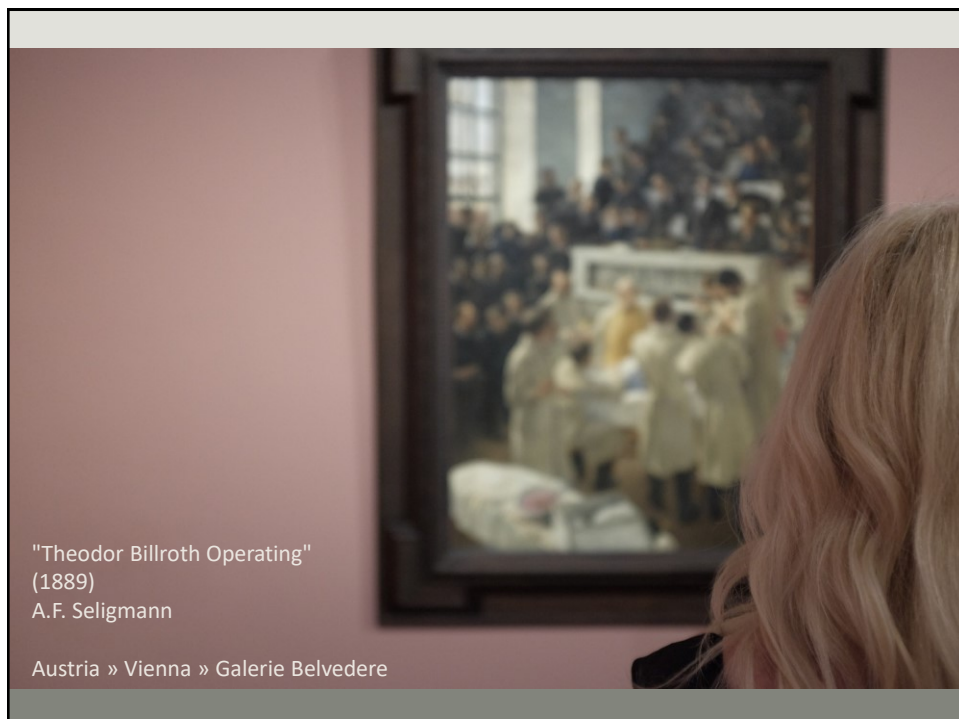 "Theodor Billroth Operating"
(1889)
A.F. Seligmann
Austria » Vienna » Galerie Belvedere